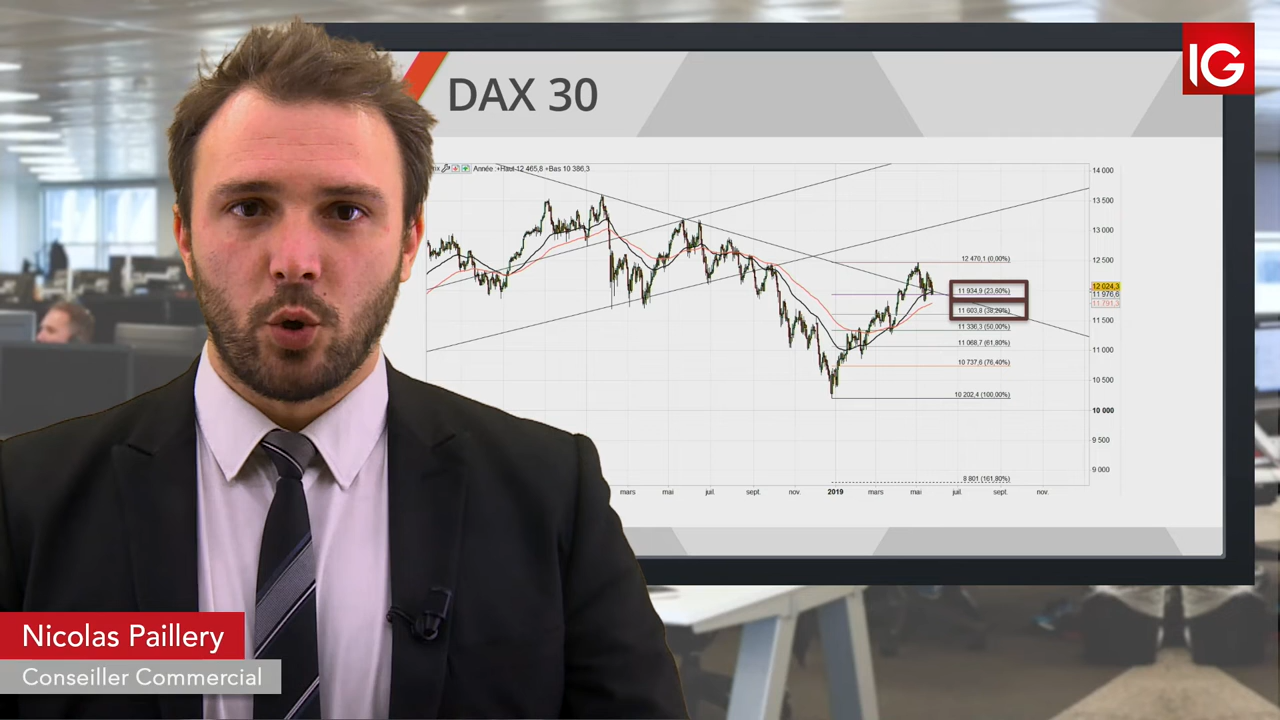 IG
DAX 30
Année +Haut 12 465,8 +Bas 10 386,3
14 000
13 500
13 000
12 470,1 (0,00%)
12 500
12 024,3
11 934,9 (23,60%)
11 976,6
11 791,3
11 603,8 (38,20%)
11 500
11 336,3 (50,00%)
11 068,7 (61,80%)
11 000
10 737,6 (76,40%)
10 500
10 202,4 (100,00%)
10 000
9 500
9 000
8 801 (161,80%)
mars mai juil. sept. nov. 2019 mars mai juil. sept. nov.
Nicolas Paillery
Conseiller Commercial